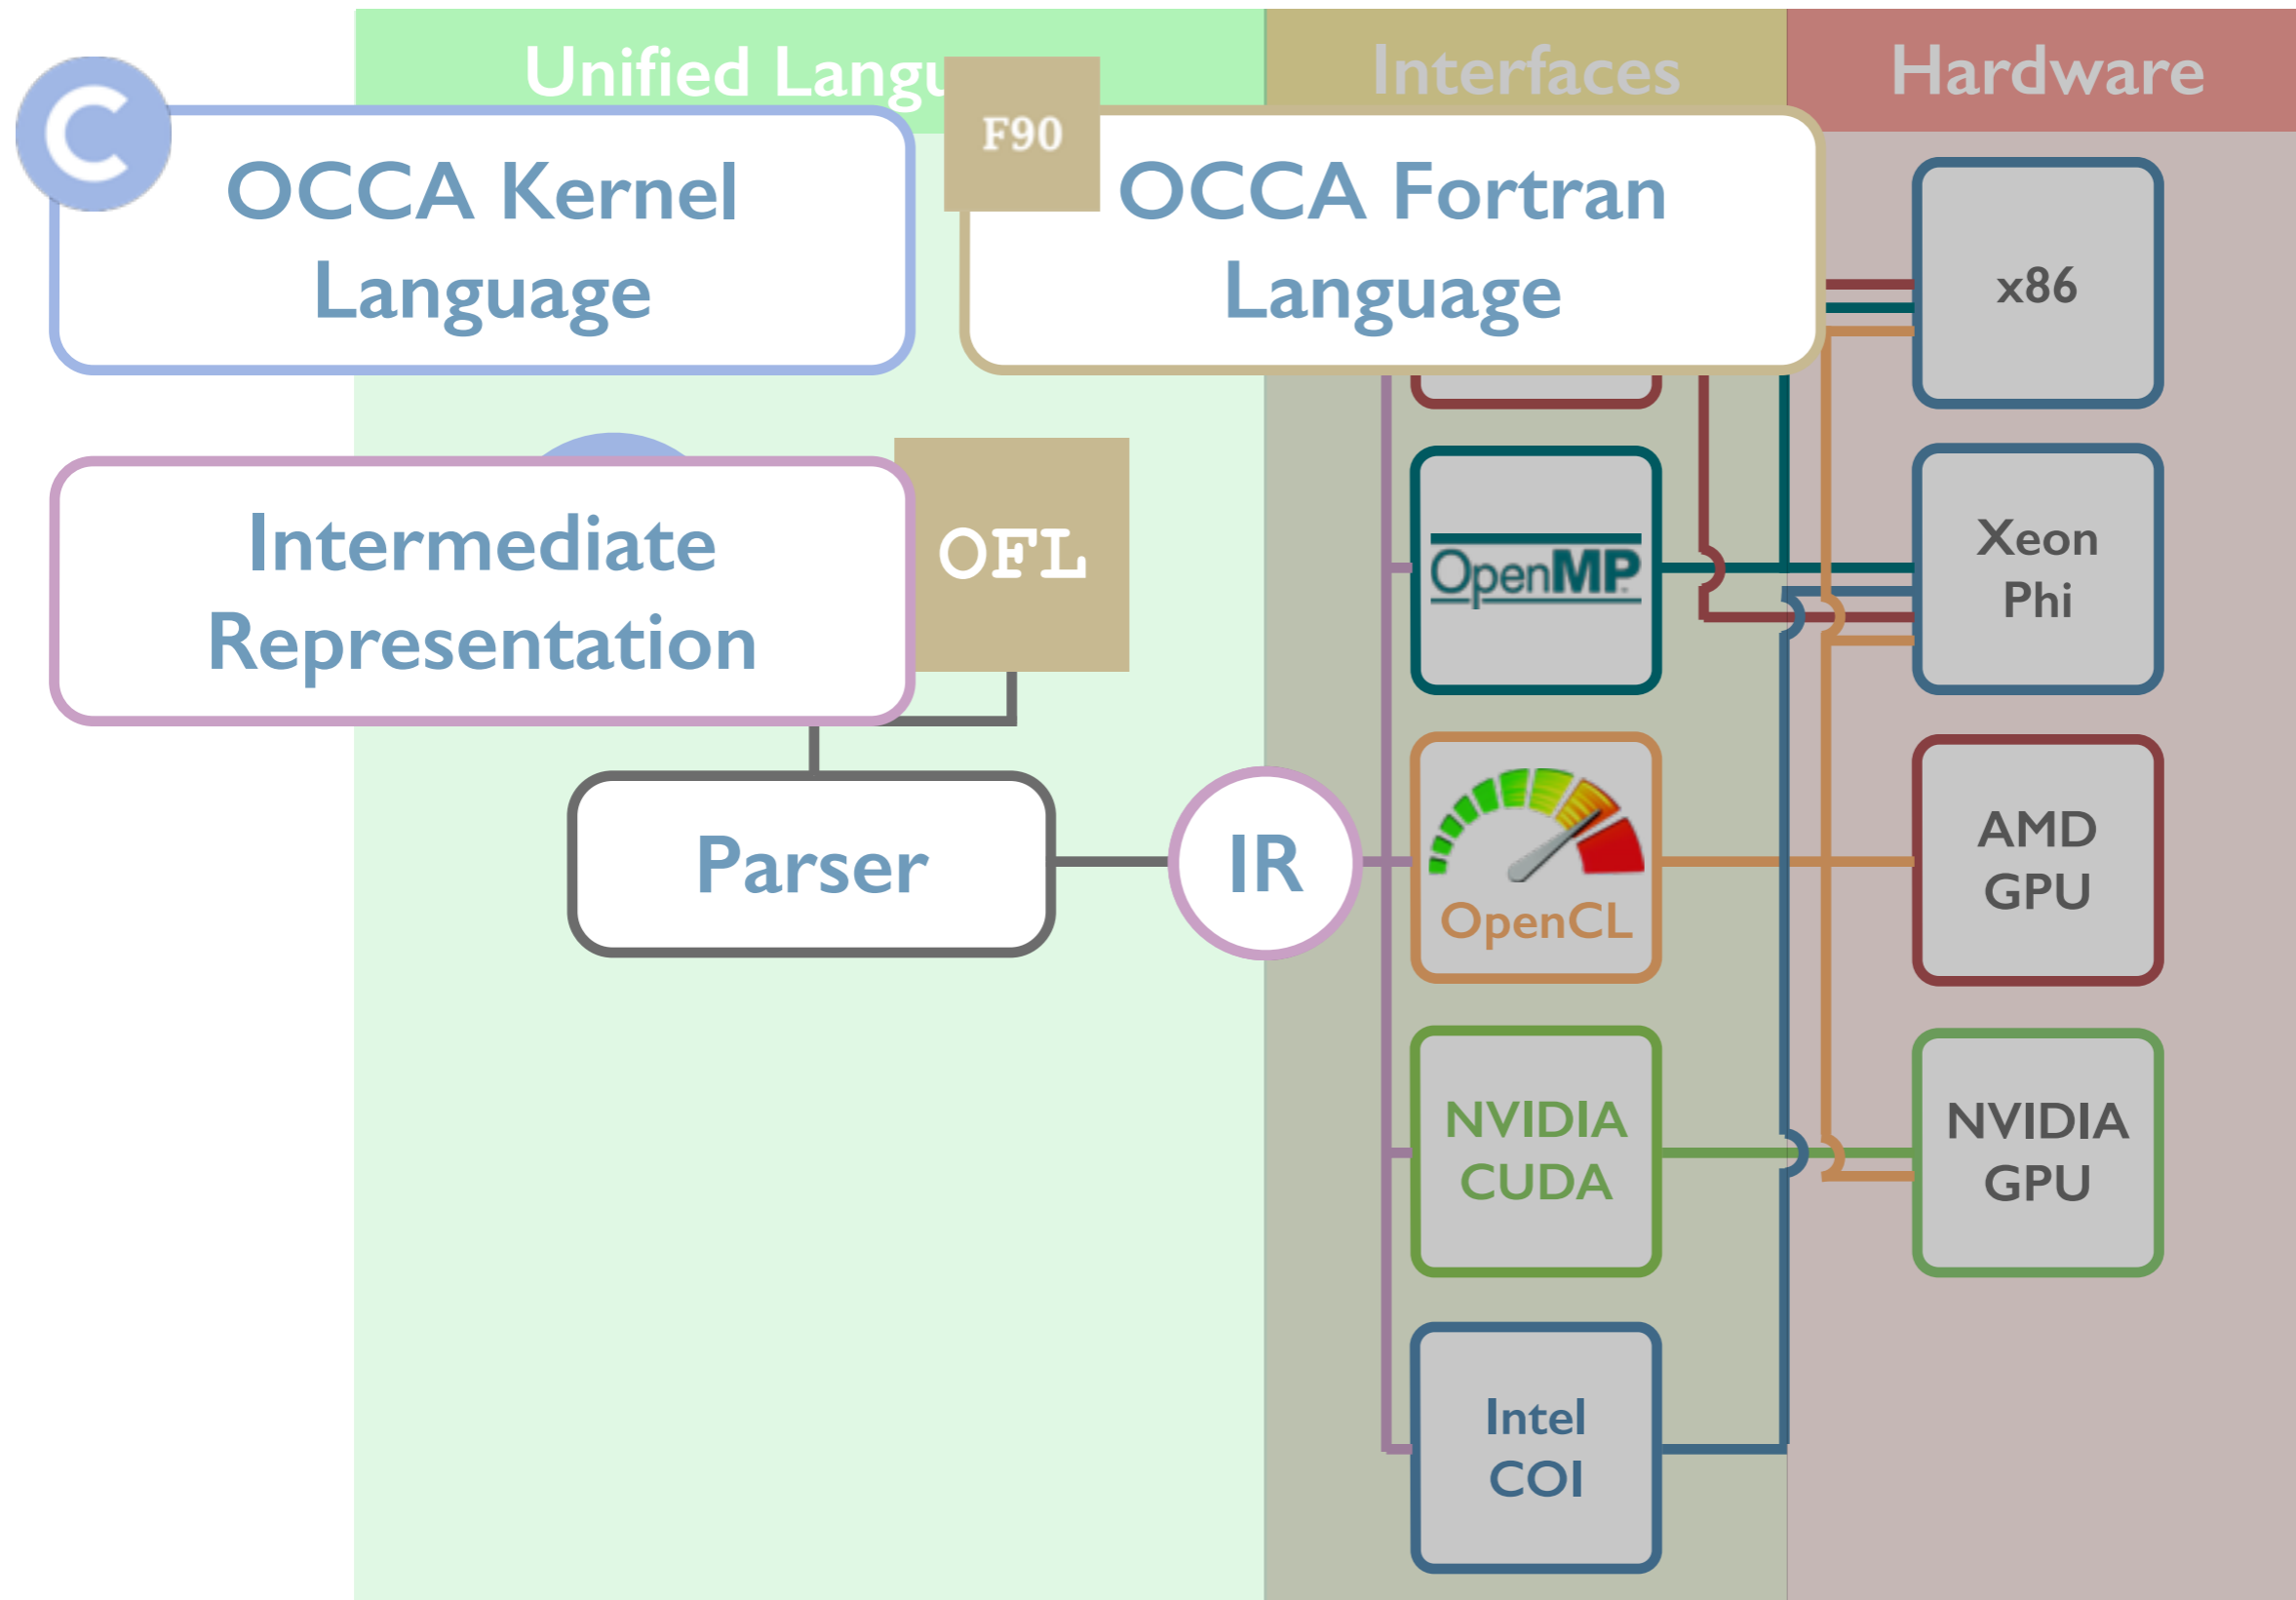 Unified Langu
Interfaces
Hardware
C
OCCA Kernel
Language
F90
OCCA Fortran
Language
x86
Intermediate
Representation
OFL
OpenMP
Xeon
Phi
Parser
IR
OpenCL
AMD
GPU
NVIDIA
CUDA
NVIDIA
GPU
Intel
COI